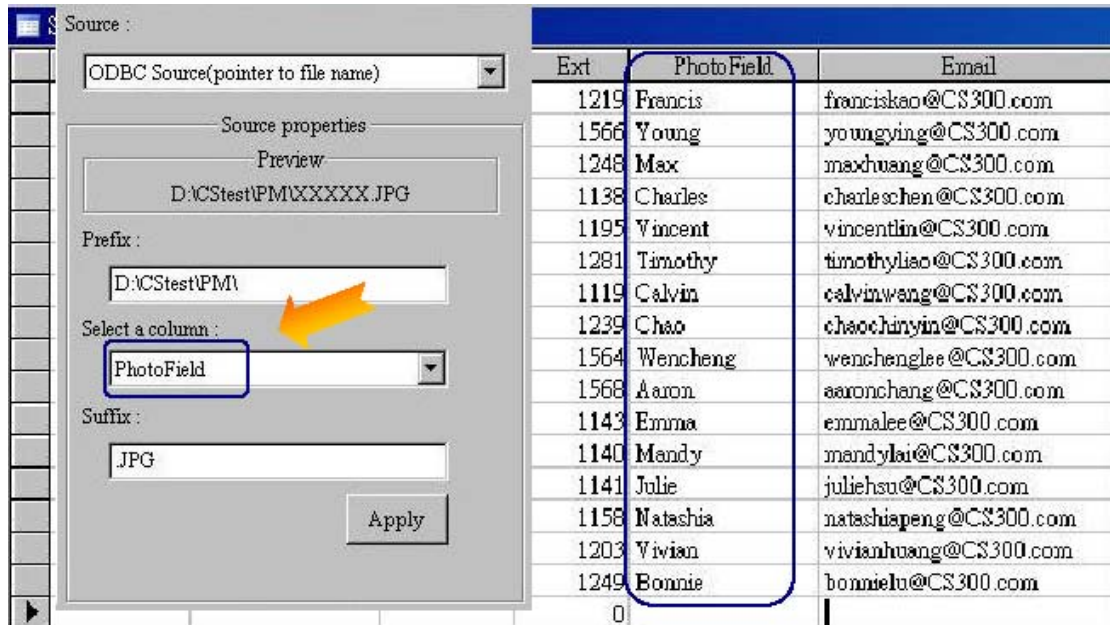 S
Source :
ODBC Source(pointer to file name)
Source properties
Preview
D:\CStest\PM\XXXXX.JPG
Prefix :
D:\CStest\PM\
Select a column :
PhotoField
Suffix :
.JPG
Apply
Ext PhotoField Email
1219 Francis franciskao@CS300.com
1566 Young youngying@CS300.com
1248 Max maxhuang@CS300.com
1138 Charles charleschen@CS300.com
1195 Vincent vincentlin@CS300.com
1281 Timothy timothyliao@CS300.com
1119 Calvin calvinwang@CS300.com
1239 Chao chaochinyin@CS300.com
1564 Wencheng wenchenglee@CS300.com
1568 Aaron aaronchang@CS300.com
1143 Emma emmalee@CS300.com
1140 Mandy mandylai@CS300.com
1141 Julie juliehsu@CS300.com
1158 Natashia natashiapeng@CS300.com
1203 Vivian vivianhuang@CS300.com
1249 Bonnie bonnielu@CS300.com
0